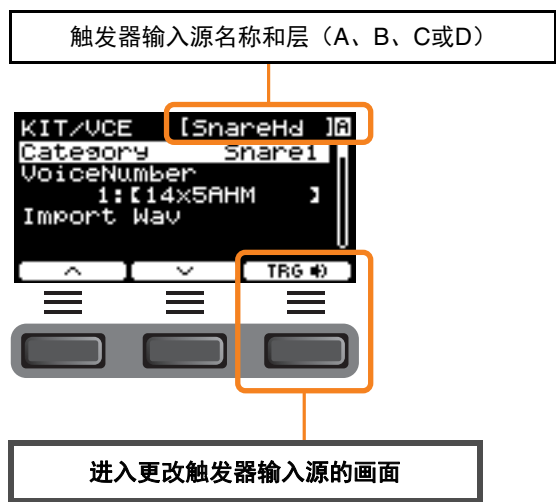 触发器输入源名称和层（A、B、C或D）
KIT/VCE [SnareHd ]A
Category Snare1
VoiceNumber
1:[14x5AHM ]
Import Wav
TRG
进入更改触发器输入源的画面